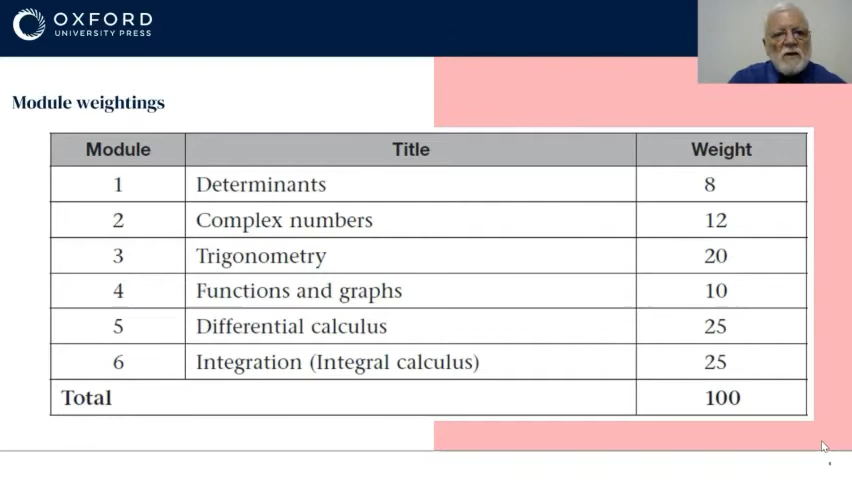 OXFORD
UNIVERSITY PRESS
Module weightings
Module Title Weight
1 Determinants 8
2 Complex numbers 12
3 Trigonometry 20
4 Functions and graphs 10
5 Differential calculus 25
6 Integration (Integral calculus) 25
Total 100